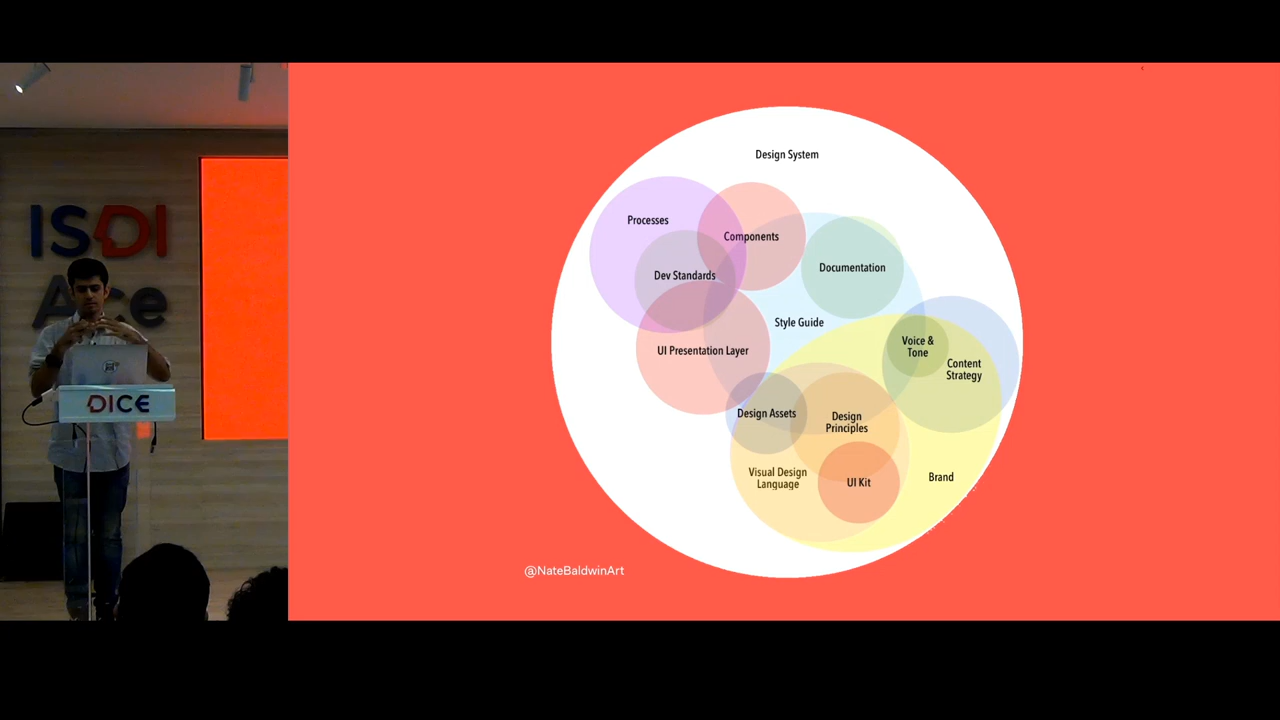 ISDI
Ace
DICE
Design System
Processes
Components
Dev Standards
Documentation
Style Guide
UI Presentation Layer
Voice &
Tone
Content
Strategy
Design Assets
Design
Principles
Visual Design
Language
UI Kit
Brand
@NateBaldwinArt